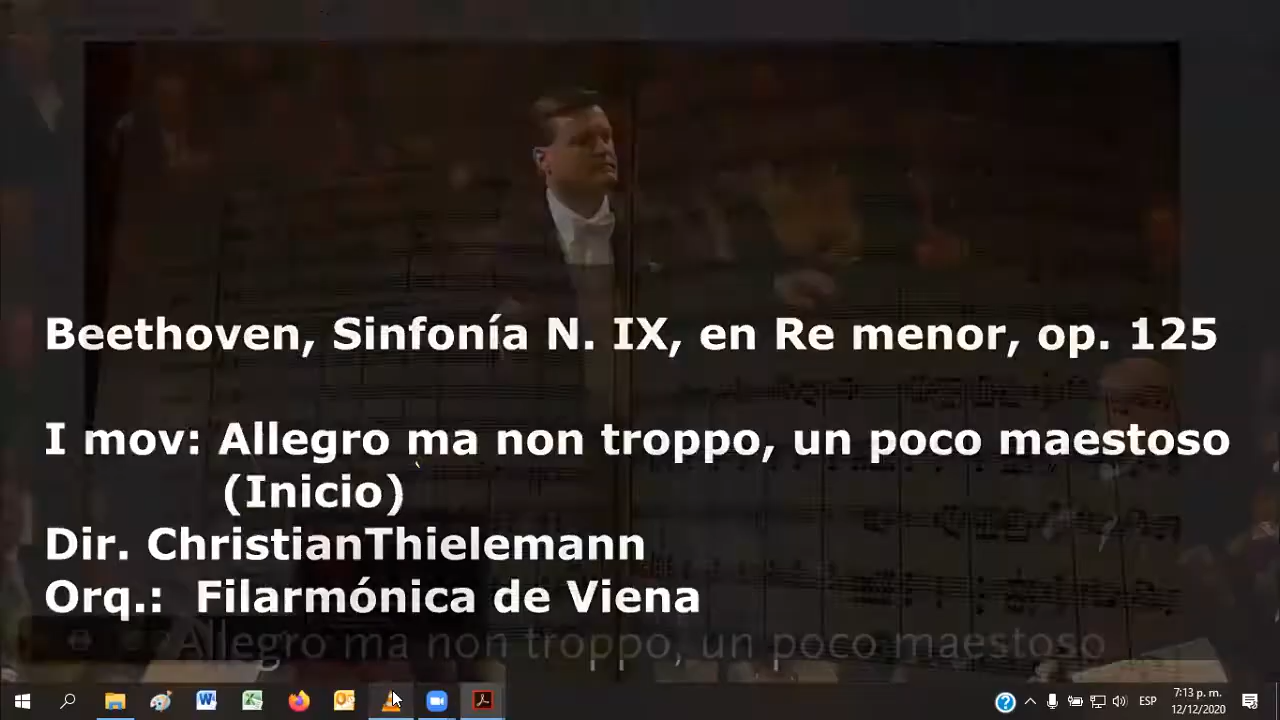 Beethoven, Sinfonía N. IX, en Re menor, op. 125
I mov: Allegro ma non troppo, un poco maestoso
(Inicio)
Dir. ChristianThielemann
Orq.: Filarmónica de Viena
Allegro ma non troppo, un poco maestoso
ESP
7:13 p. m.
12/12/2020